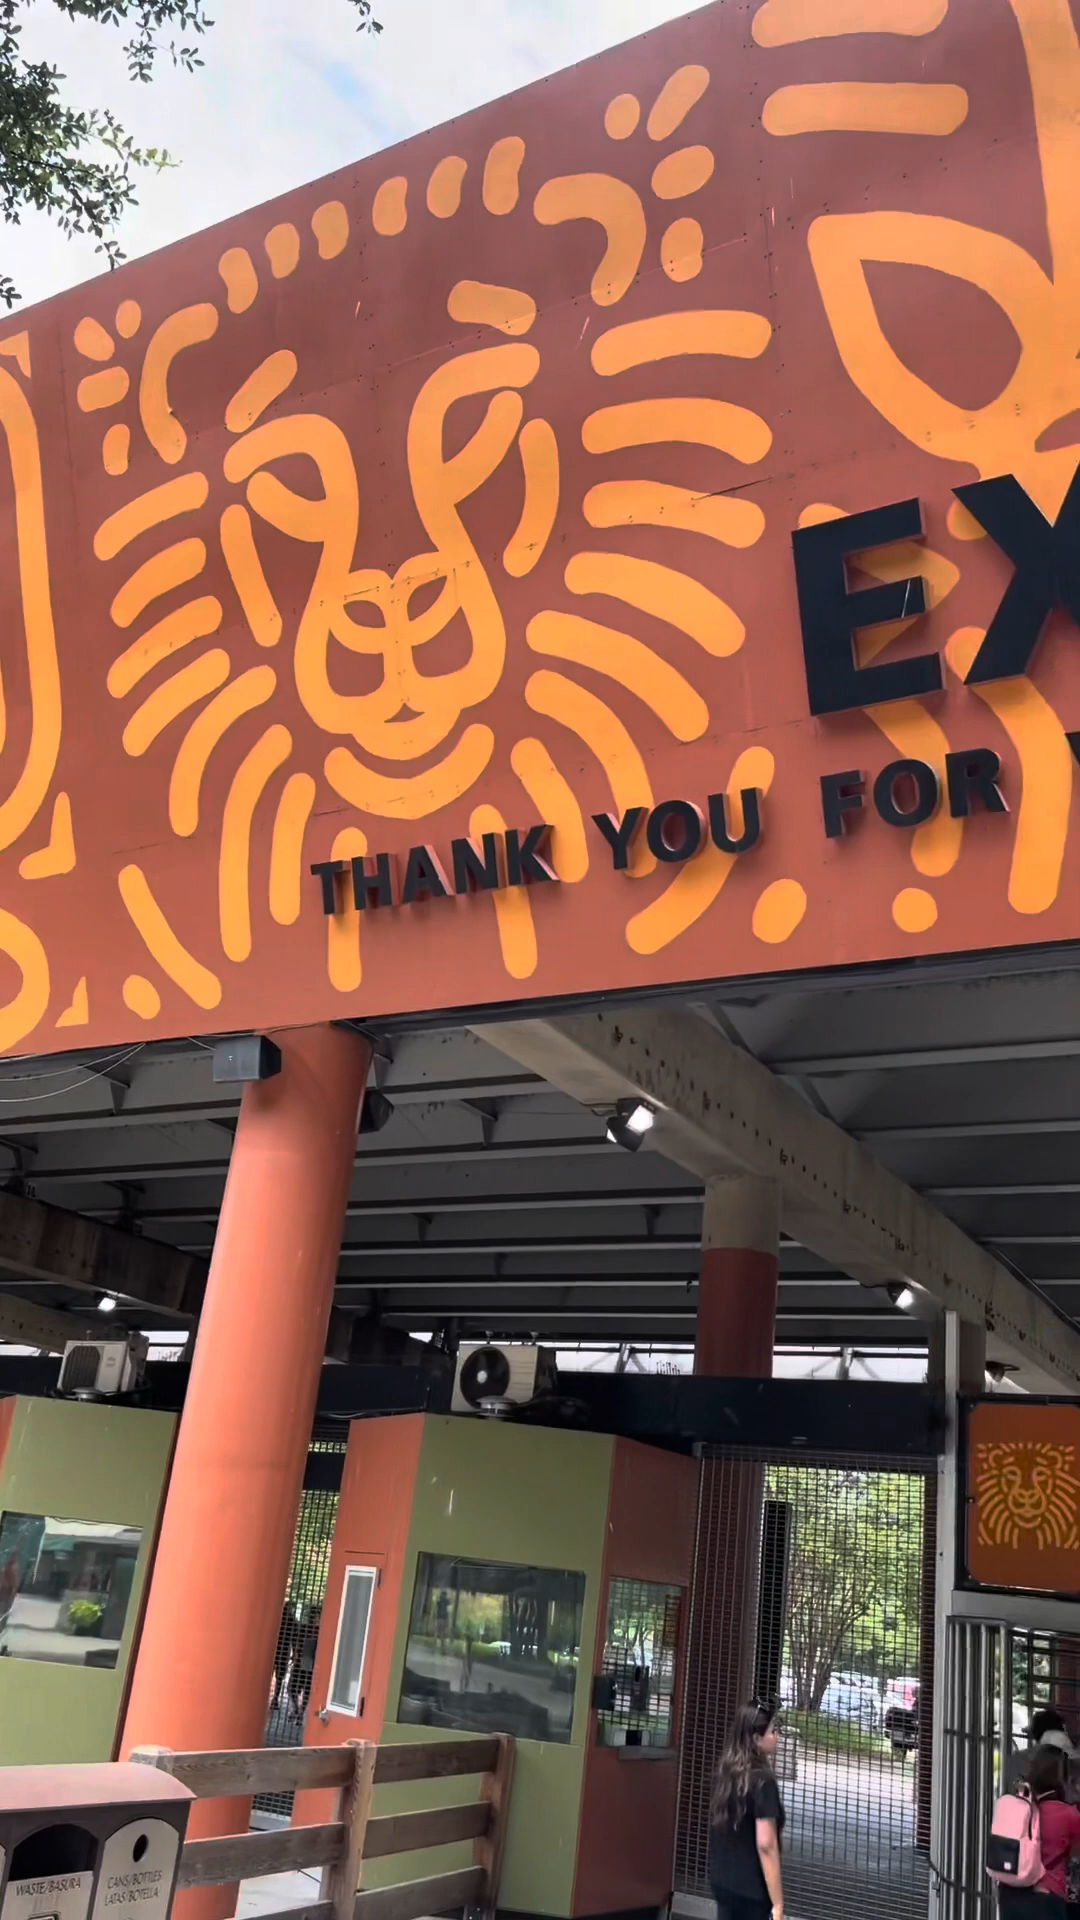 EX
THANK YOU FOR
WASTE/BASURA
CANS/BOTTLES
LATAS/BOTELLA